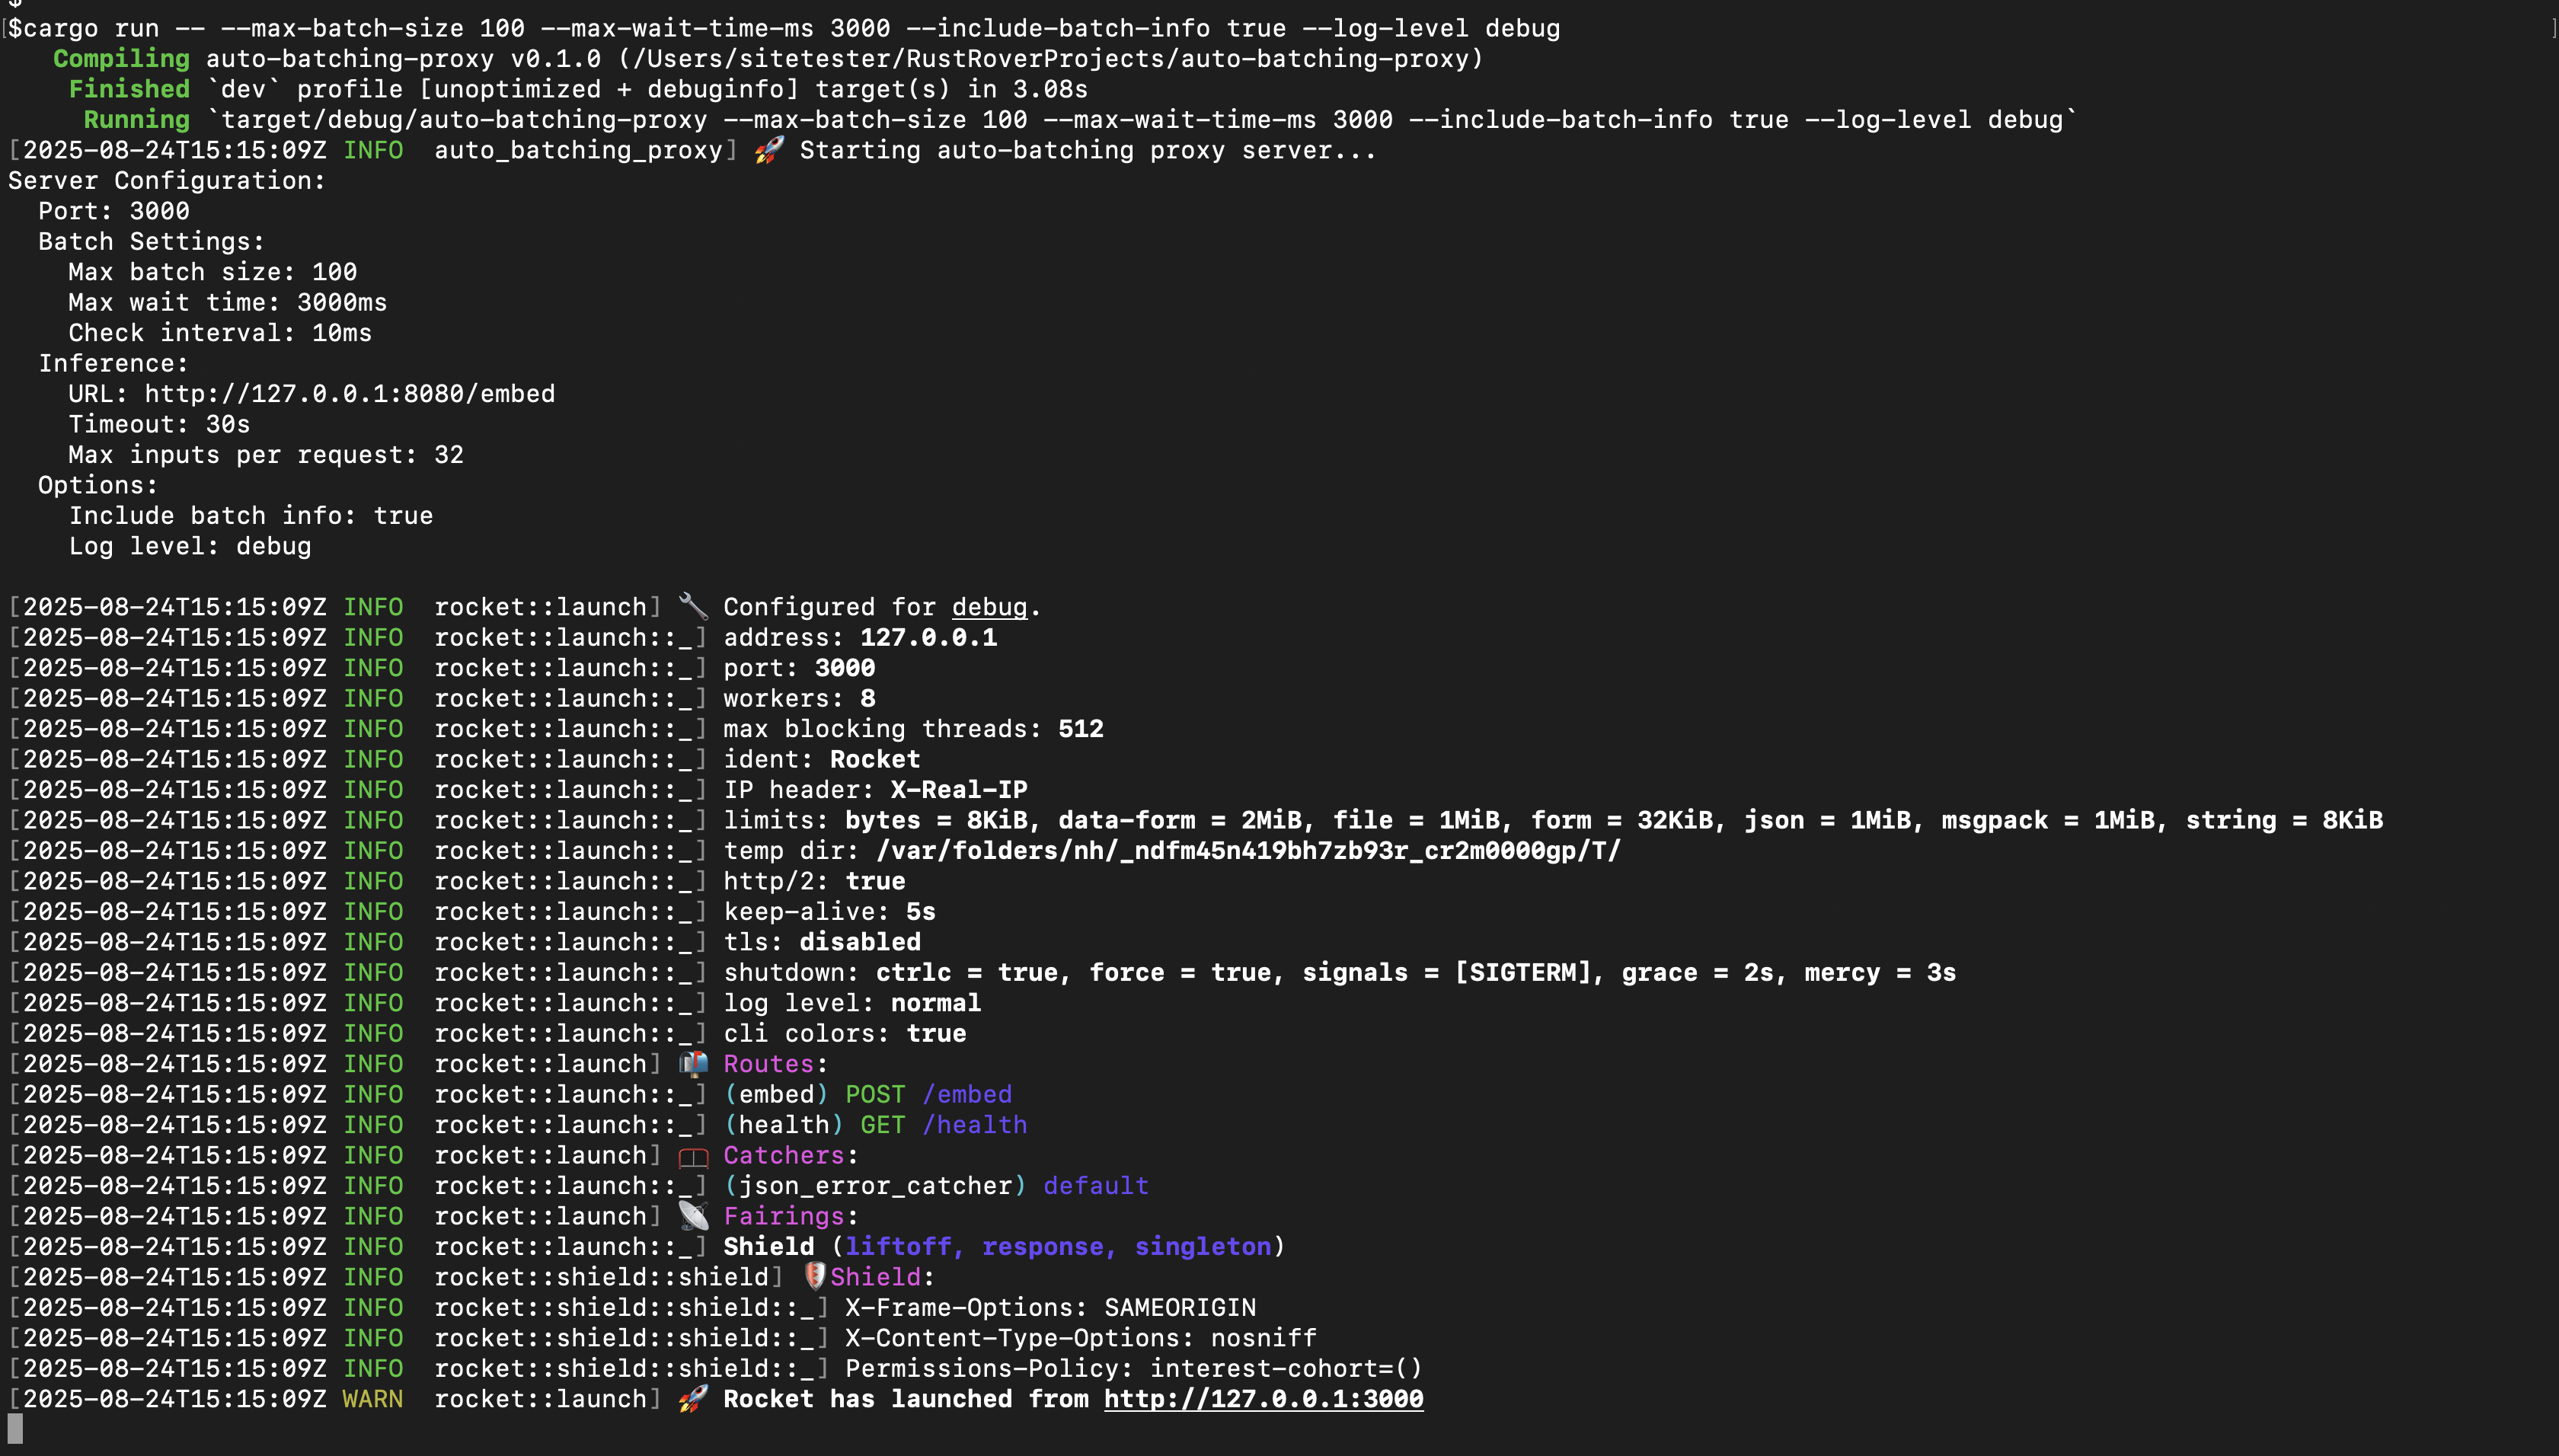 $
$cargo run -- --max-batch-size 100 --max-wait-time-ms 3000 --include-batch-info true --log-level debug
   Compiling auto-batching-proxy v0.1.0 (/Users/sitetester/RustRoverProjects/auto-batching-proxy)
    Finished `dev` profile [unoptimized + debuginfo] target(s) in 3.08s
     Running `target/debug/auto-batching-proxy --max-batch-size 100 --max-wait-time-ms 3000 --include-batch-info true --log-level debug`
[2025-08-24T15:15:09Z INFO  auto_batching_proxy] 🚀 Starting auto-batching proxy server...
Server Configuration:
  Port: 3000
  Batch Settings:
    Max batch size: 100
    Max wait time: 3000ms
    Check interval: 10ms
  Inference:
    URL: http://127.0.0.1:8080/embed
    Timeout: 30s
    Max inputs per request: 32
  Options:
    Include batch info: true
    Log level: debug

[2025-08-24T15:15:09Z INFO  rocket::launch] 🔧 Configured for debug.
[2025-08-24T15:15:09Z INFO  rocket::launch::_] address: 127.0.0.1
[2025-08-24T15:15:09Z INFO  rocket::launch::_] port: 3000
[2025-08-24T15:15:09Z INFO  rocket::launch::_] workers: 8
[2025-08-24T15:15:09Z INFO  rocket::launch::_] max blocking threads: 512
[2025-08-24T15:15:09Z INFO  rocket::launch::_] ident: Rocket
[2025-08-24T15:15:09Z INFO  rocket::launch::_] IP header: X-Real-IP
[2025-08-24T15:15:09Z INFO  rocket::launch::_] limits: bytes = 8KiB, data-form = 2MiB, file = 1MiB, form = 32KiB, json = 1MiB, msgpack = 1MiB, string = 8KiB
[2025-08-24T15:15:09Z INFO  rocket::launch::_] temp dir: /var/folders/nh/_ndfm45n419bh7zb93r_cr2m0000gp/T/
[2025-08-24T15:15:09Z INFO  rocket::launch::_] http/2: true
[2025-08-24T15:15:09Z INFO  rocket::launch::_] keep-alive: 5s
[2025-08-24T15:15:09Z INFO  rocket::launch::_] tls: disabled
[2025-08-24T15:15:09Z INFO  rocket::launch::_] shutdown: ctrlc = true, force = true, signals = [SIGTERM], grace = 2s, mercy = 3s
[2025-08-24T15:15:09Z INFO  rocket::launch::_] log level: normal
[2025-08-24T15:15:09Z INFO  rocket::launch::_] cli colors: true
[2025-08-24T15:15:09Z INFO  rocket::launch] 📬 Routes:
[2025-08-24T15:15:09Z INFO  rocket::launch::_] (embed) POST /embed
[2025-08-24T15:15:09Z INFO  rocket::launch::_] (health) GET /health
[2025-08-24T15:15:09Z INFO  rocket::launch] 🥅 Catchers:
[2025-08-24T15:15:09Z INFO  rocket::launch::_] (json_error_catcher) default
[2025-08-24T15:15:09Z INFO  rocket::launch] 📡 Fairings:
[2025-08-24T15:15:09Z INFO  rocket::launch::_] Shield (liftoff, response, singleton)
[2025-08-24T15:15:09Z INFO  rocket::shield::shield] 🛡️Shield:
[2025-08-24T15:15:09Z INFO  rocket::shield::shield::_] X-Frame-Options: SAMEORIGIN
[2025-08-24T15:15:09Z INFO  rocket::shield::shield::_] X-Content-Type-Options: nosniff
[2025-08-24T15:15:09Z INFO  rocket::shield::shield::_] Permissions-Policy: interest-cohort=()
[2025-08-24T15:15:09Z WARN  rocket::launch] 🚀 Rocket has launched from http://127.0.0.1:3000